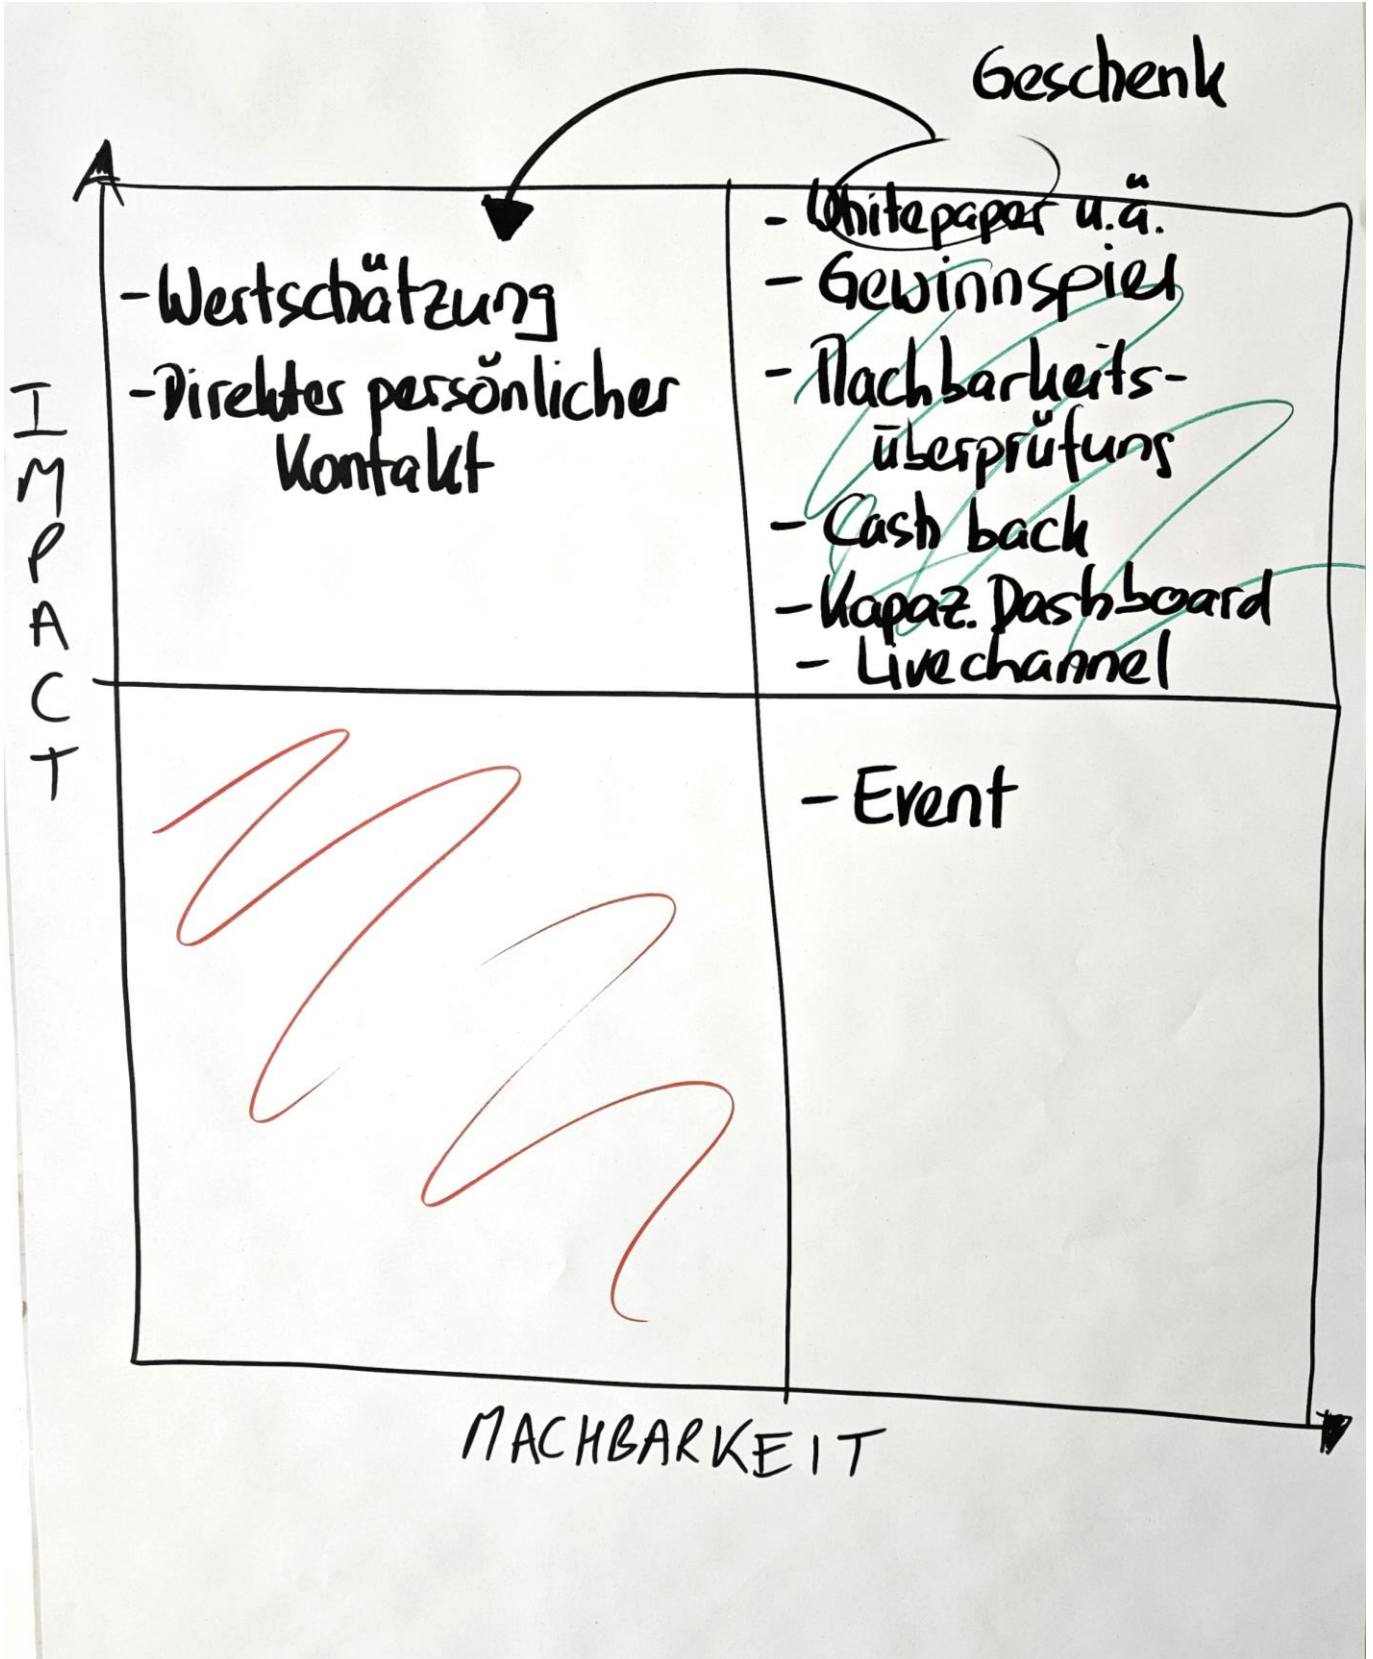 Geschenk
- Whitepaper u.ä.
- Gewinnspiel
- Machbarkeits-
überprüfung
- Cash back
- Kapaz. Dashboard
- Livechannel
- Wertschätzung
- Direktes persönlicher
Kontakt
IMPACT
- Event
MACHBARKEIT